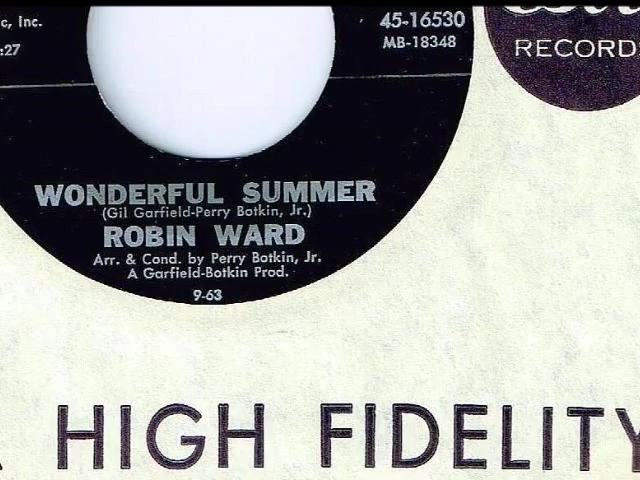 c, Inc.
:27
45-16530
MB-18348
RECORD
WONDERFUL SUMMER
(Gil Garfield-Perry Botkin, Jr.)
ROBIN WARD
Arr. & Cond. by Perry Botkin, Jr.
A Garfield-Botkin Prod.
9-63
HIGH FIDELITY